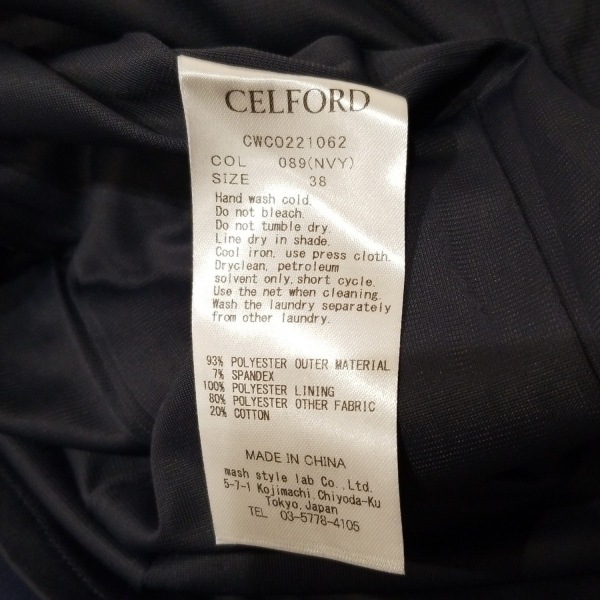 CELFORD
CWCO221062
COL 089(NVY)
SIZE 38
Hand wash cold.
Do not bleach.
Do not tumble dry.
Line dry in shade.
Cool iron, use press cloth.
Dryclean, petroleum
solvent only, short cycle.
Use the net when cleaning.
Wash the laundry separately
from other laundry.
93% POLYESTER OUTER MATERIAL
7% SPANDEX
100% POLYESTER LINING
80% POLYESTER OTHER FABRIC
20% COTTON
MADE IN CHINA
mash style lab Co.,Ltd.
5-7-1 Kojimachi,Chiyoda-Ku
Tokyo,Japan
TEL 03-5778-4105